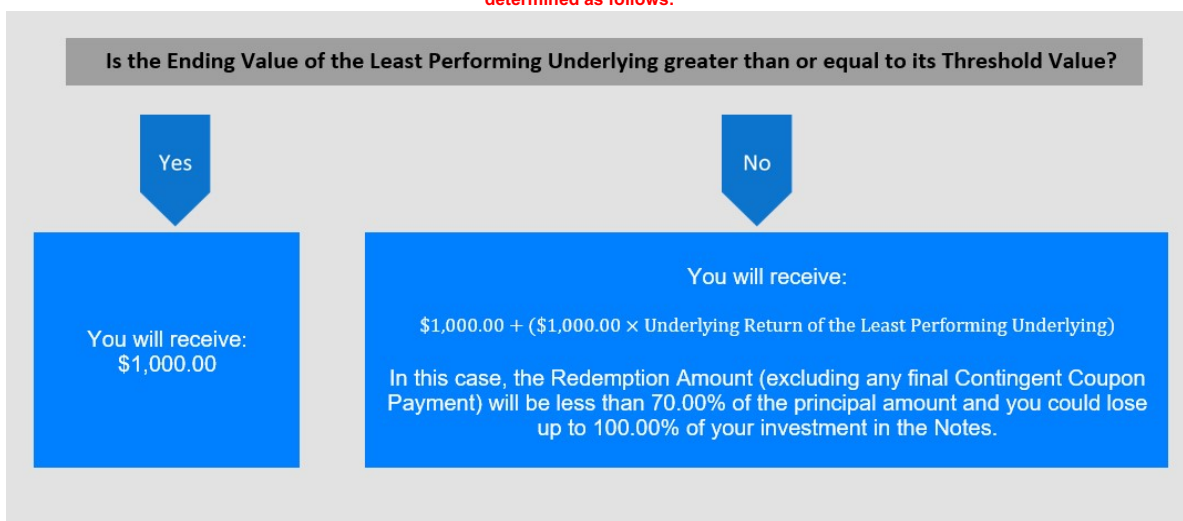 determined as follows:
Is the Ending Value of the Least Performing Underlying greater than or equal to its Threshold Value?
Yes
No
You will receive:
$1,000.00
You will receive:
$1,000.00 + ($1,000.00 × Underlying Return of the Least Performing Underlying)
In this case, the Redemption Amount (excluding any final Contingent Coupon
Payment) will be less than 70.00% of the principal amount and you could lose
up to 100.00% of your investment in the Notes.